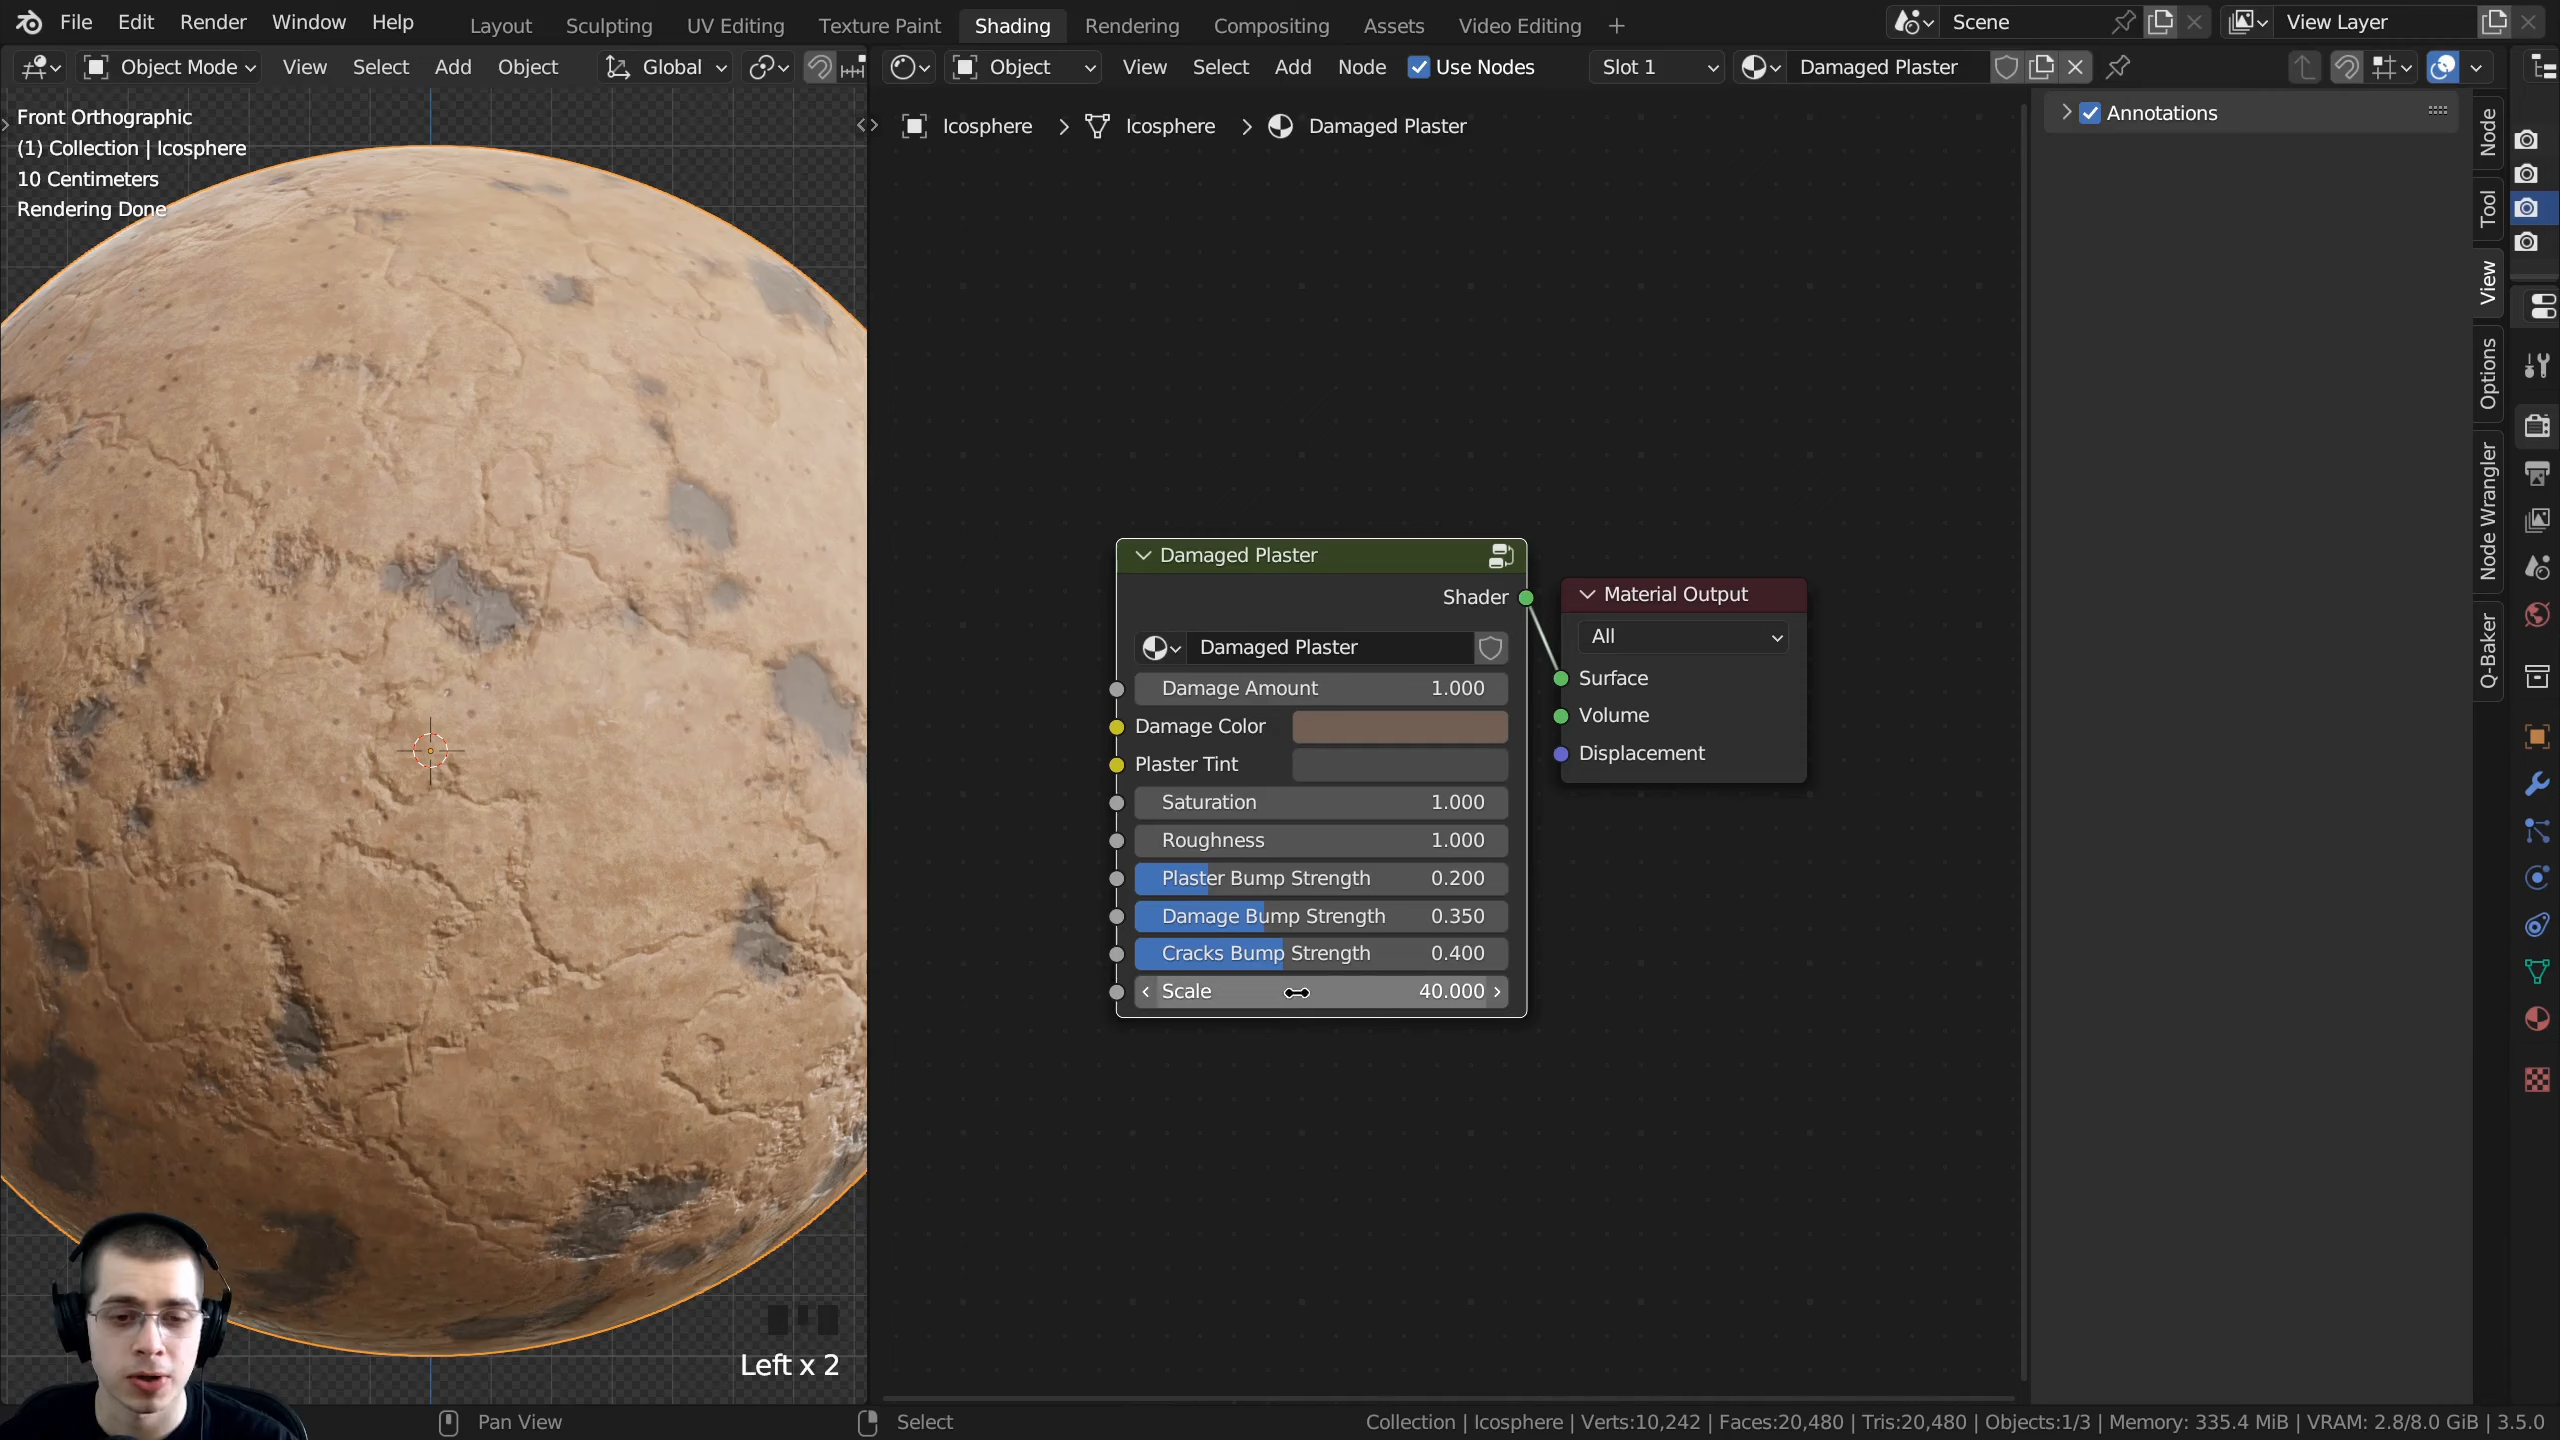 File Edit Render Window Help Layout Sculpting UV Editing Texture Paint Shading Rendering Compositing Assets Video Editing + Scene View Layer
Object Mode View Select Add Object Global Object View Select Add Node Use Nodes Slot 1 Damaged Plaster
Front Orthographic
(1) Collection | Icosphere
10 Centimeters
Rendering Done
Icosphere > Icosphere > Damaged Plaster
Annotations
Node
Tool
View
Options
Node Wrangler
Q-Baker
Damaged Plaster
Shader
Damaged Plaster
Damage Amount 1.000
Damage Color
Plaster Tint
Saturation 1.000
Roughness 1.000
Plaster Bump Strength 0.200
Damage Bump Strength 0.350
Cracks Bump Strength 0.400
Scale 40.000
Material Output
All
Surface
Volume
Displacement
Left x 2
Pan View Select Collection | Icosphere | Verts:10,242 | Faces:20,480 | Tris:20,480 | Objects:1/3 | Memory: 335.4 MiB | VRAM: 2.8/8.0 GiB | 3.5.0